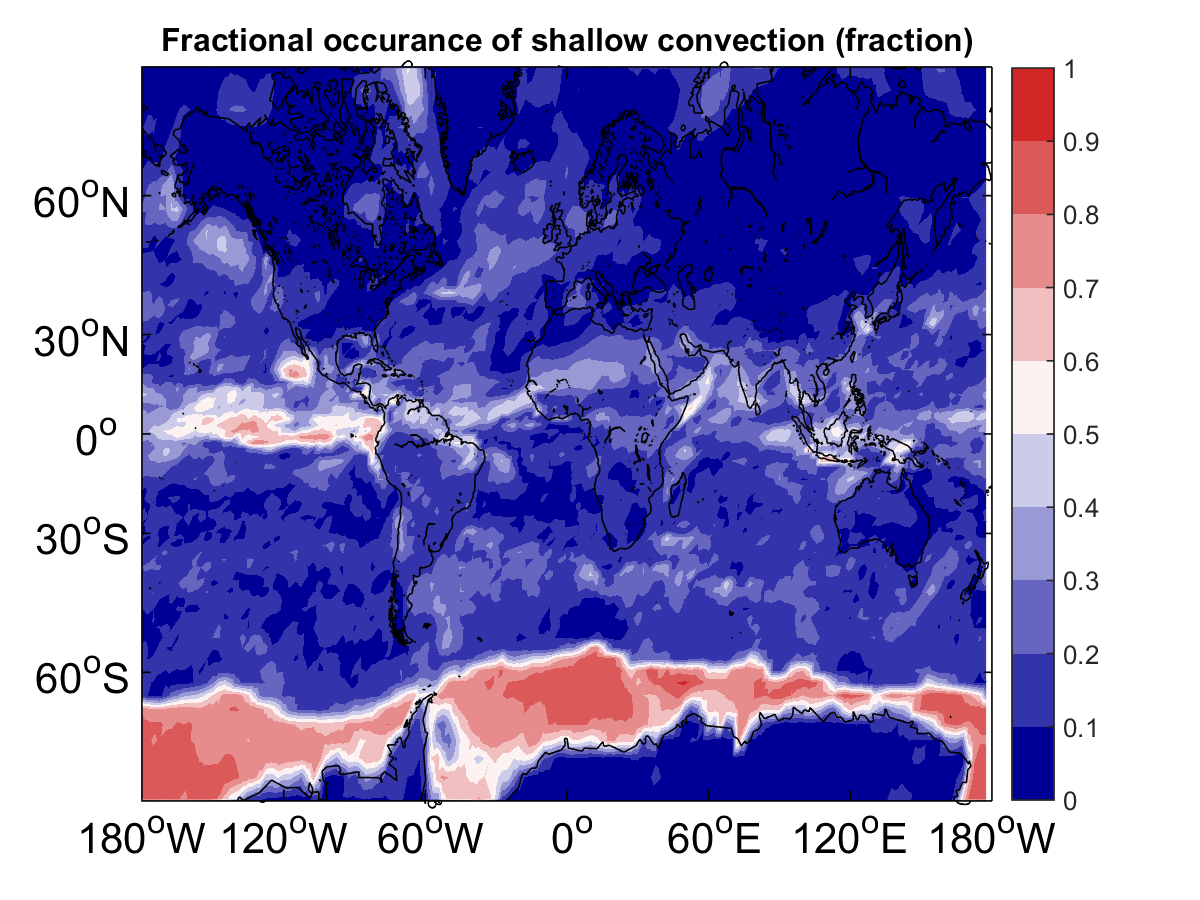 Fractional occurance of shallow convection (fraction)
60°N
30°N
0°
30°S
60°S
180°W 120°W 60°W 0° 60°E 120°E 180°W
1
0.9
0.8
0.7
0.6
0.5
0.4
0.3
0.2
0.1
0